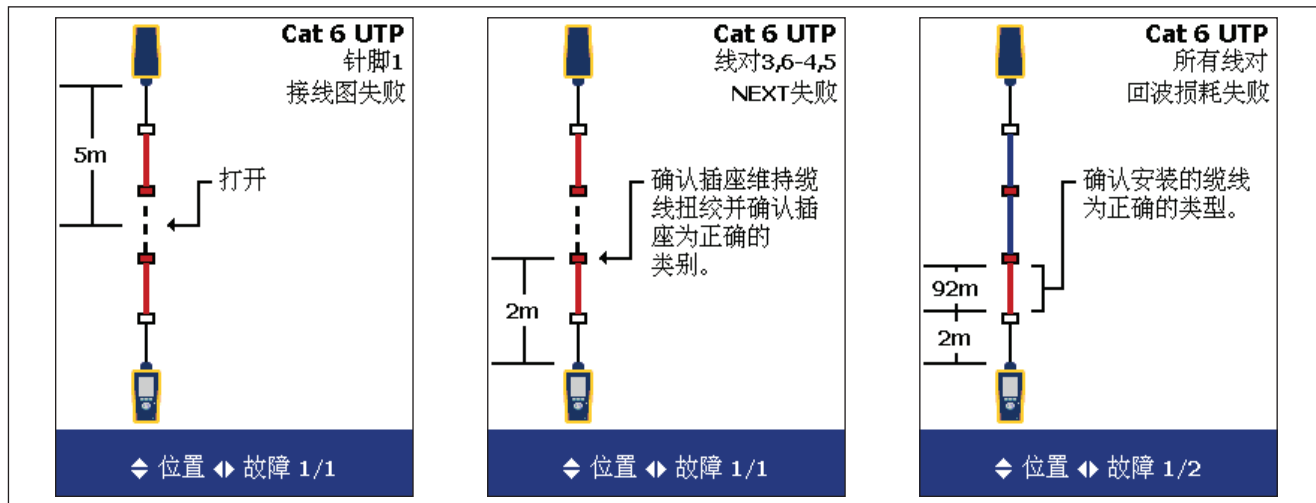 Cat 6 UTP
针脚1
接线图失败
5m
打开
◆ 位置 ◆ 故障 1/1
Cat 6 UTP
线对3,6-4,5
NEXT失败
确认插座维持缆
线扭绞并确认插
座为正确的
类别。
2m
◆ 位置 ◆ 故障 1/1
Cat 6 UTP
所有线对
回波损耗失败
确认安装的缆线
为正确的类型。
92m
2m
◆ 位置 ◆ 故障 1/2